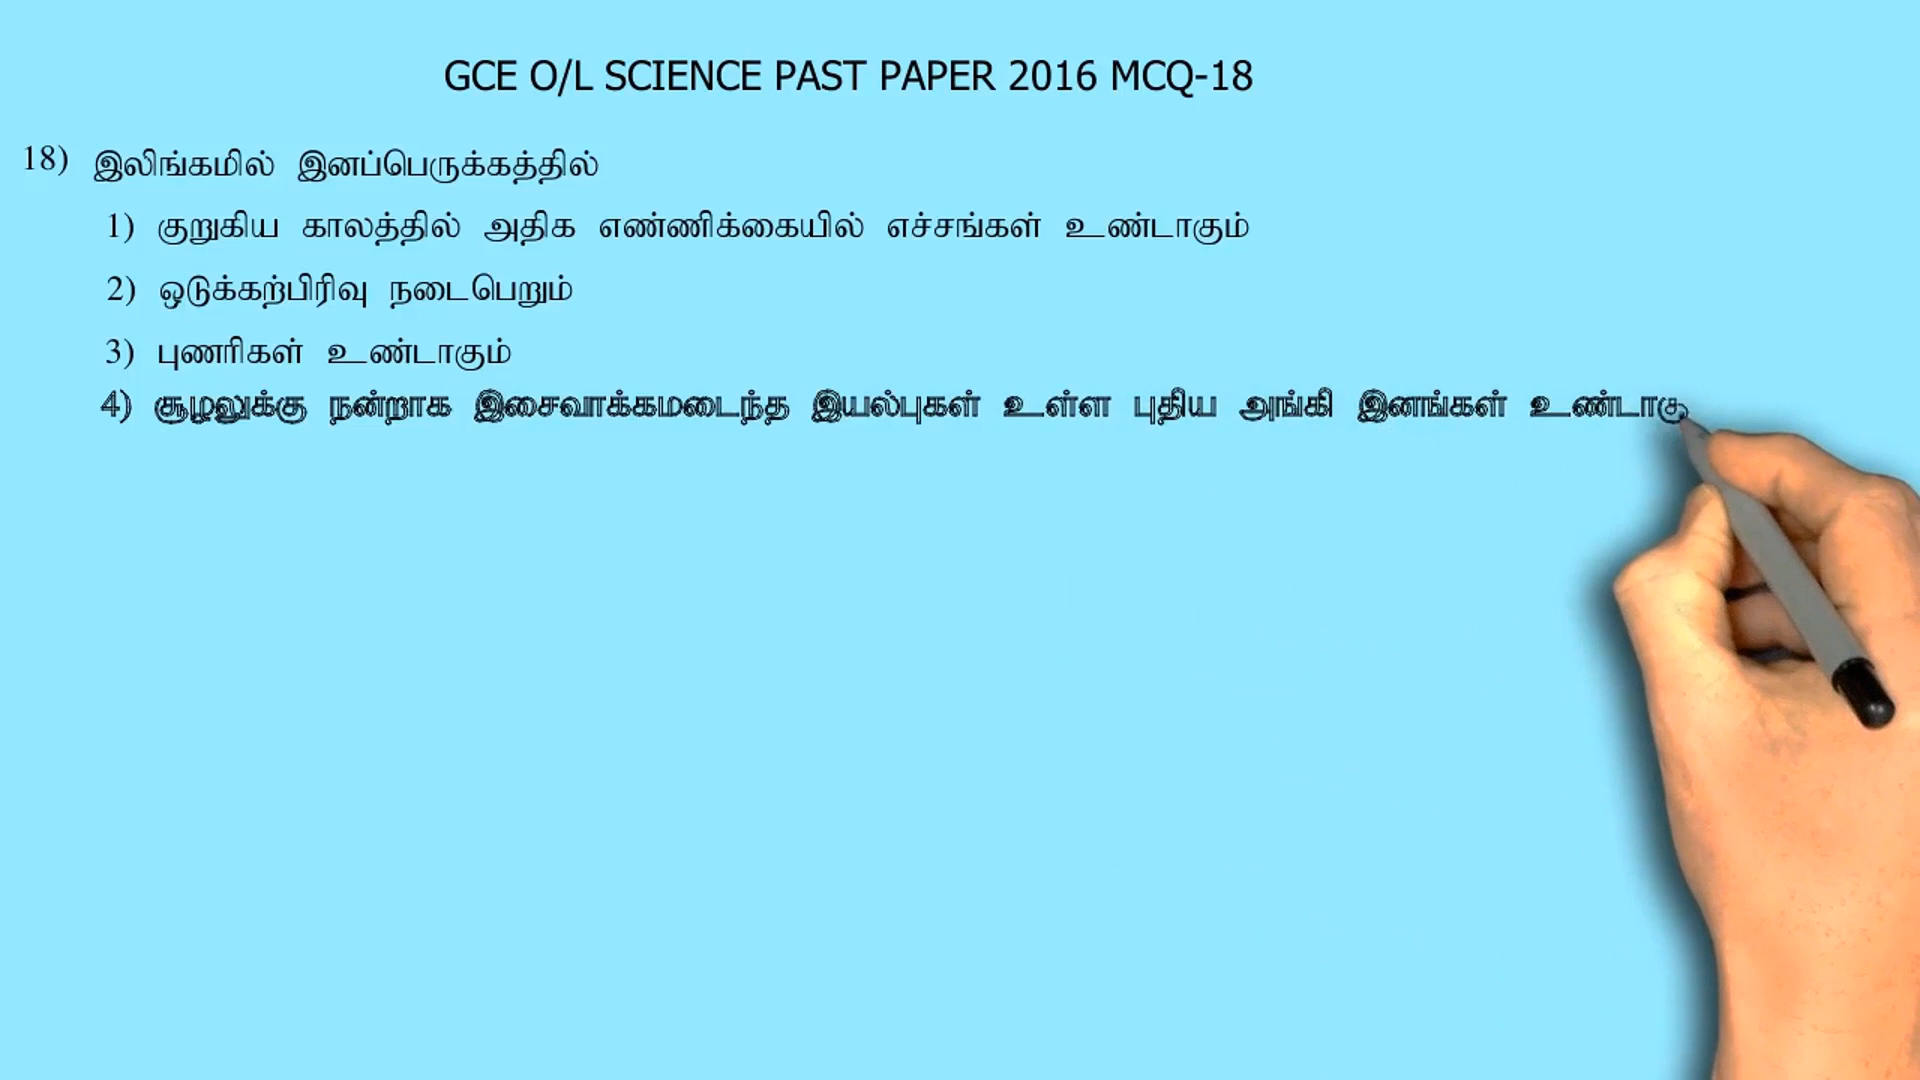 GCE O/L SCIENCE PAST PAPER 2016 MCQ-18
18) இலிங்கமில் இனப்பெருக்கத்தில்
1) குறுகிய காலத்தில் அதிக எண்ணிக்கையில் எச்சங்கள் உண்டாகும்
2) ஒடுக்கற்பிரிவு நடைபெறும்
3) புணரிகள் உண்டாகும்
4) சூழலுக்கு நன்றாக இசைவாக்கமடைந்த இயல்புகள் உள்ள புதிய அங்கி இனங்கள் உண்டாகு